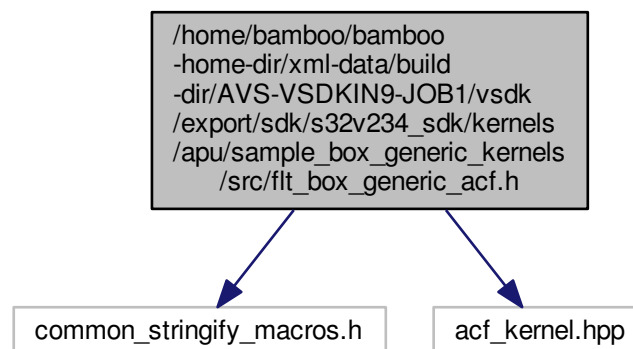 /home/bamboo/bamboo
-home-dir/xml-data/build
-dir/AVS-VSDKIN9-JOB1/vsdk
/export/sdk/s32v234_sdk/kernels
/apu/sample_box_generic_kernels
/src/flt_box_generic_acf.h
common_stringify_macros.h
acf_kernel.hpp